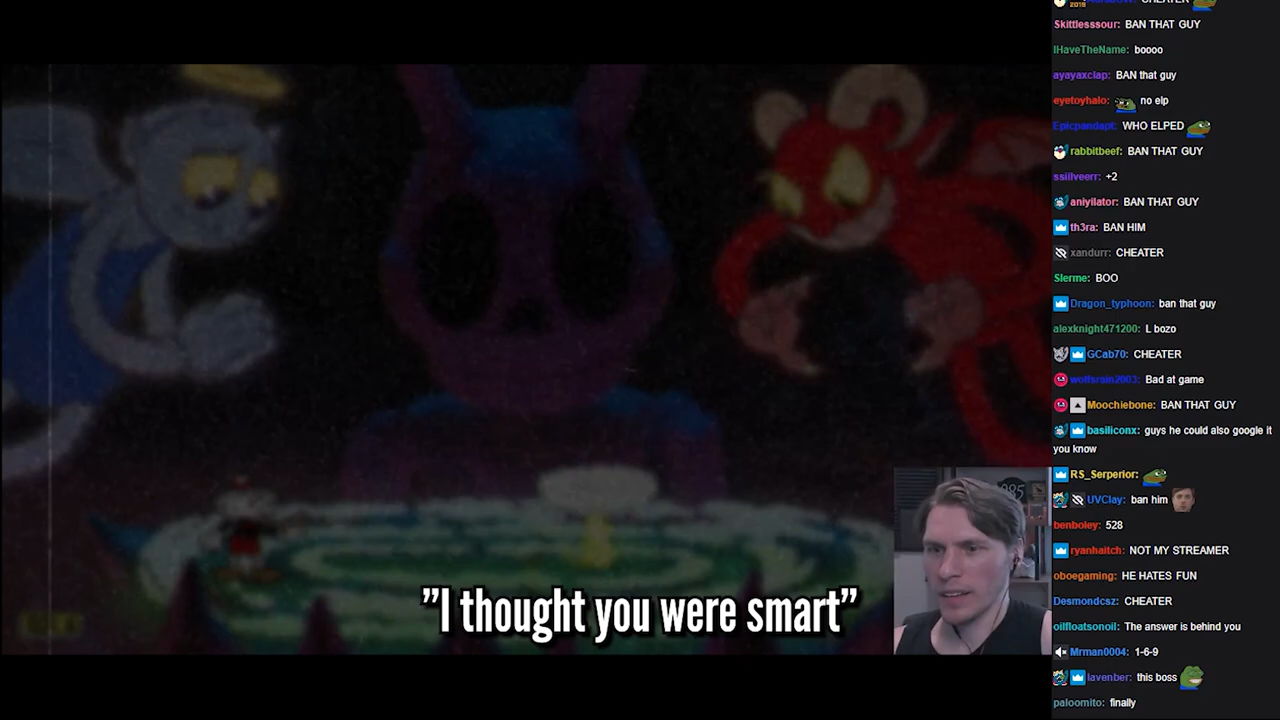 CHEATER
Skittlesssour: BAN THAT GUY
IHaveTheName: boooo
ayayaxclap: BAN that guy
eyetoyhalo: no elp
Epicpandapt: WHO ELPED
rabbitbeef: BAN THAT GUY
ssillveerr: +2
aniyilator: BAN THAT GUY
th3ra: BAN HIM
xandurr: CHEATER
Slerme: BOO
Dragon_typhoon: ban that guy
alexknight471200: L bozo
GCab70: CHEATER
wolfsrain2003: Bad at game
Moochiebone: BAN THAT GUY
basiliconx: guys he could also google it
you know
RS_Serperior:
UVClay: ban him
benboley: 528
ryanhaitch: NOT MY STREAMER
oboegaming: HE HATES FUN
Desmondcsz: CHEATER
oilfloatsonoil: The answer is behind you
Mrman0004: 1-6-9
lavenber: this boss
paloomito: finally
985
"I thought you were smart"